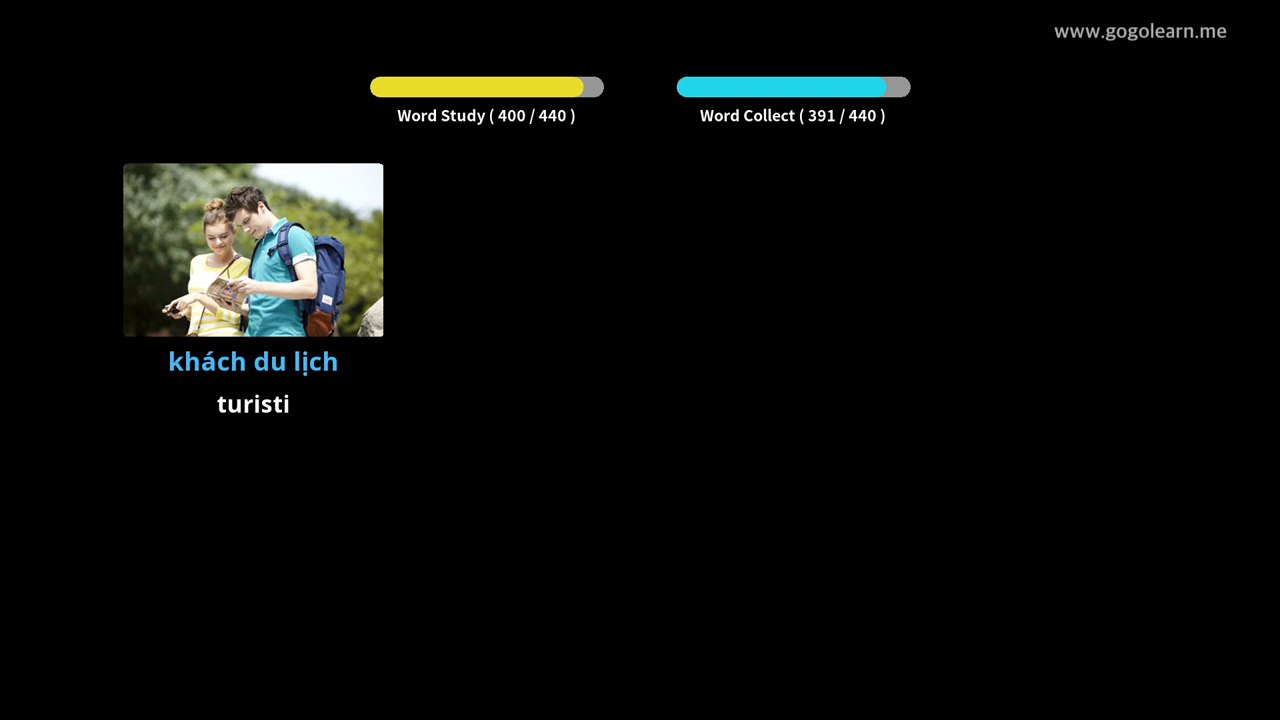 www.gogolearn.me
Word Study ( 400 / 440 )
Word Collect ( 391 / 440 )
khách du lịch
turisti